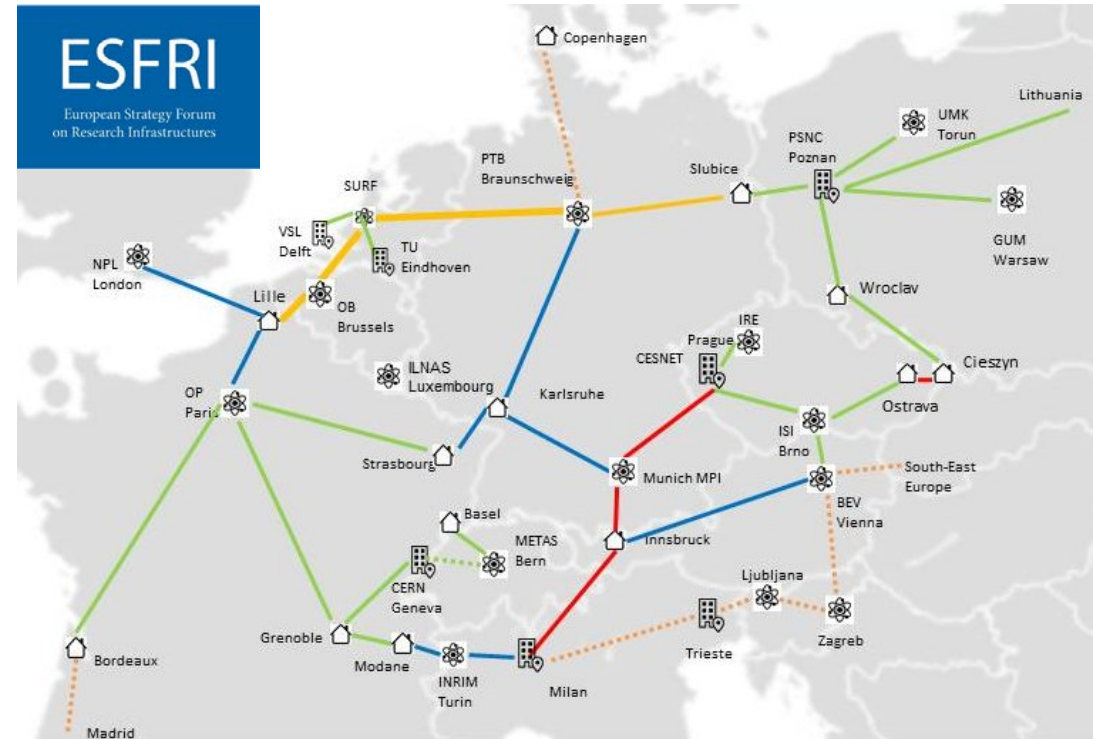 ESFRI
European Strategy Forum
on Research Infrastructures
Copenhagen
Lithuania
UMK
Torun
PSNC
Poznan
PTB
Braunschweig
Slubice
SURF
VSL
Delft
TU
Eindhoven
GUM
Warsaw
NPL
London
Lille
OB
Brussels
Wroclav
IRE
Prague
CESNET
Cieszyn
ILNAS
Luxembourg
Karlsruhe
OP
Paris
Ostrava
ISI
Brno
Strasbourg
Munich MPI
South-East
Europe
BEV
Vienna
Basel
METAS
Bern
Innsbruck
CERN
Geneva
Ljubljana
Grenoble
Modane
Zagreb
Trieste
Bordeaux
INRIM
Turin
Milan
Madrid